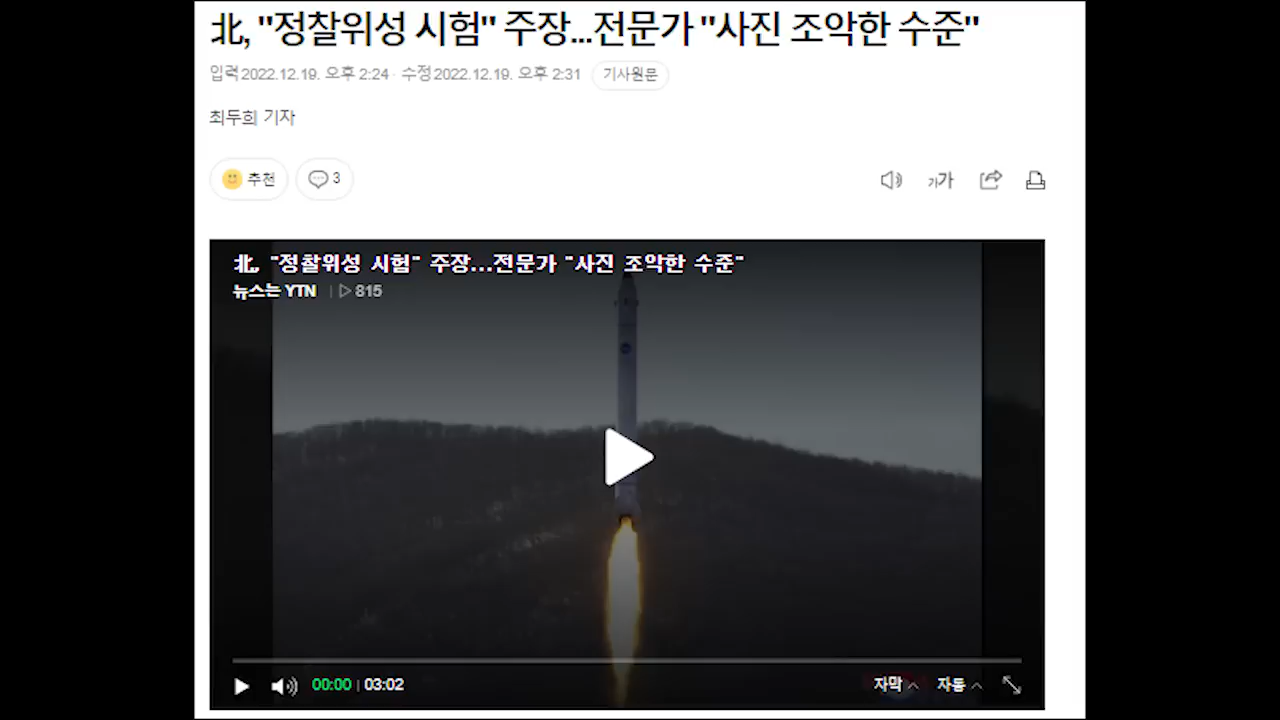 北, "정찰위성 시험" 주장...전문가 "사진 조악한 수준"
입력 2022.12.19. 오후 2:24 · 수정 2022.12.19. 오후 2:31 기사원문
최두희 기자
추천 3
가가
北, "정찰위성 시험" 주장...전문가 "사진 조악한 수준"
뉴스는 YTN | ▷ 815
00:00 | 03:02 자막 자동